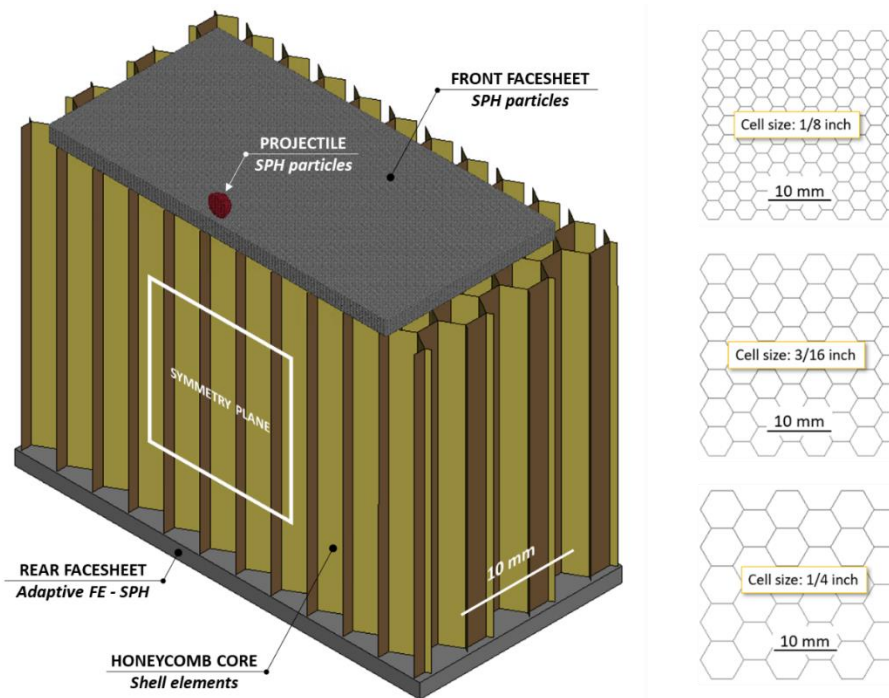 FRONT FACESHEET
SPH particles
PROJECTILE
SPH particles
SYMMETRY PLANE
10 mm
REAR FACESHEET
Adaptive FE - SPH
HONEYCOMB CORE
Shell elements
Cell size: 1/8 inch
10 mm
Cell size: 3/16 inch
10 mm
Cell size: 1/4 inch
10 mm